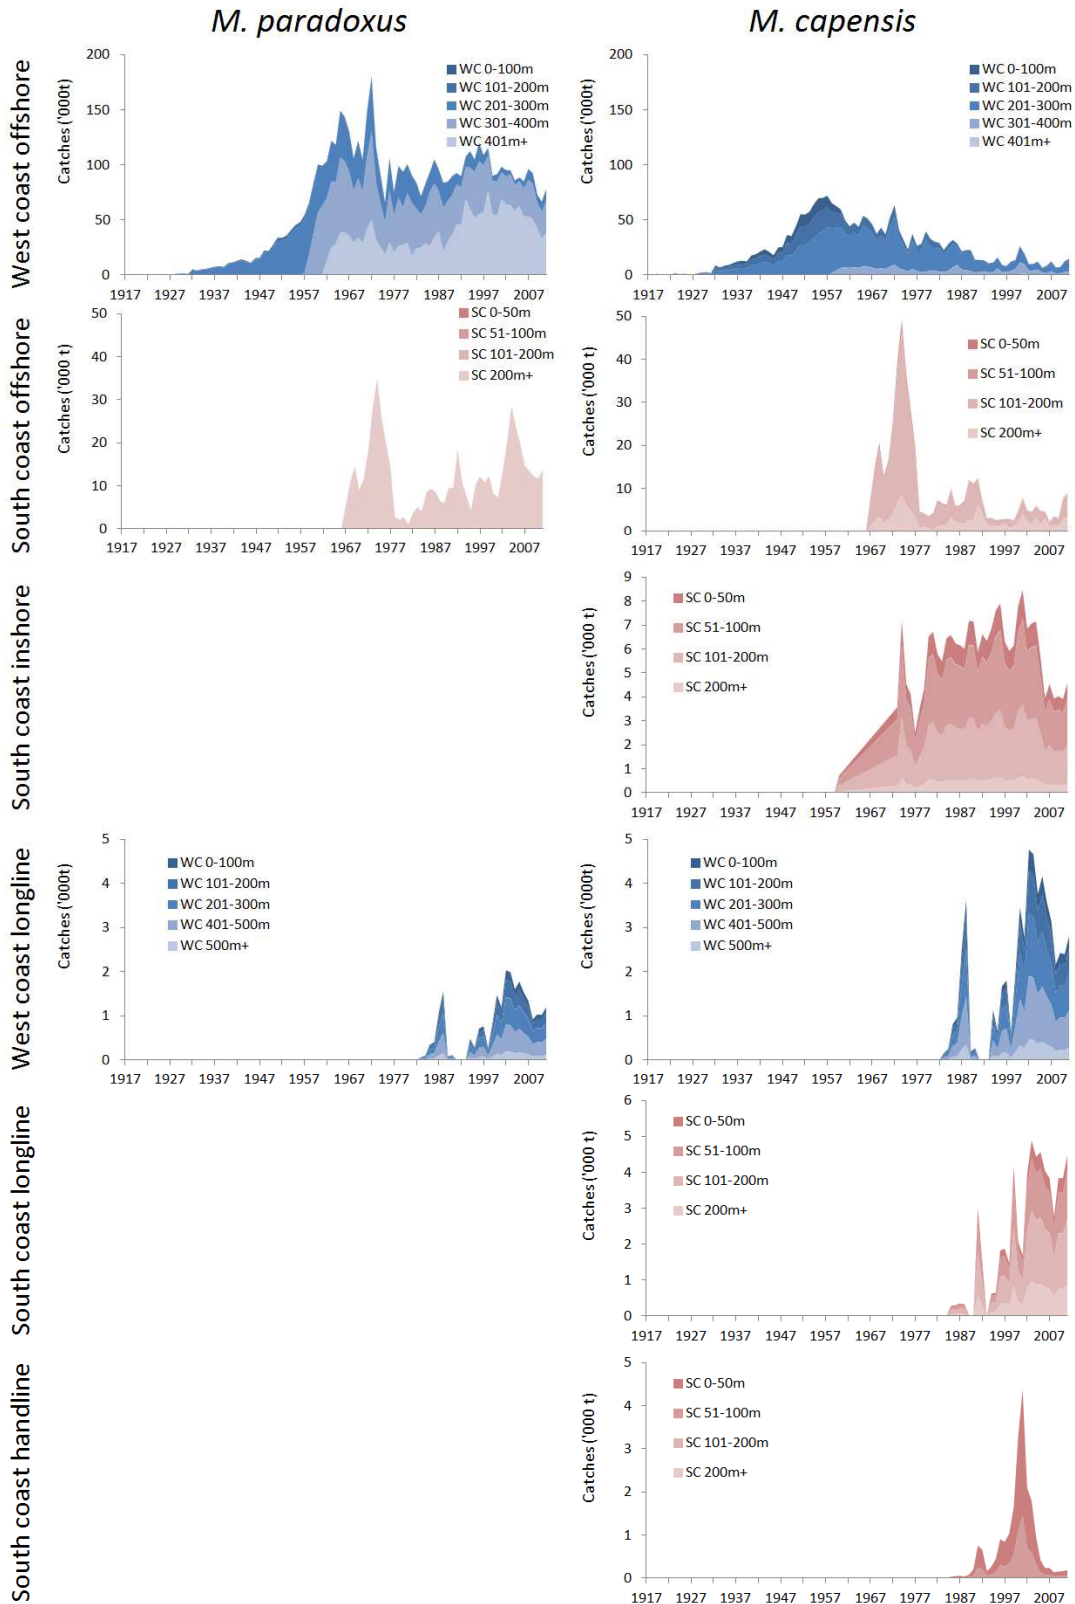 M. paradoxus
M. capensis
West coast offshore
Catches ('000t)
200
150
100
50
0
WC 0-100m
WC 101-200m
WC 201-300m
WC 301-400m
WC 401m+
1917 1927 1937 1947 1957 1967 1977 1987 1997 2007
Catches ('000t)
200
150
100
50
0
WC 0-100m
WC 101-200m
WC 201-300m
WC 301-400m
WC 401m+
1917 1927 1937 1947 1957 1967 1977 1987 1997 2007
South coast offshore
Catches ('000 t)
50
40
30
20
10
0
SC 0-50m
SC 51-100m
SC 101-200m
SC 200m+
1917 1927 1937 1947 1957 1967 1977 1987 1997 2007
Catches ('000 t)
50
40
30
20
10
0
SC 0-50m
SC 51-100m
SC 101-200m
SC 200m+
1917 1927 1937 1947 1957 1967 1977 1987 1997 2007
South coast inshore
Catches ('000 t)
9
8
7
6
5
4
3
2
1
0
SC 0-50m
SC 51-100m
SC 101-200m
SC 200m+
1917 1927 1937 1947 1957 1967 1977 1987 1997 2007
West coast longline
Catches ('000t)
5
4
3
2
1
0
WC 0-100m
WC 101-200m
WC 201-300m
WC 401-500m
WC 500m+
1917 1927 1937 1947 1957 1967 1977 1987 1997 2007
Catches ('000t)
5
4
3
2
1
0
WC 0-100m
WC 101-200m
WC 201-300m
WC 401-500m
WC 500m+
1917 1927 1937 1947 1957 1967 1977 1987 1997 2007
South coast longline
Catches ('000 t)
6
5
4
3
2
1
0
SC 0-50m
SC 51-100m
SC 101-200m
SC 200m+
1917 1927 1937 1947 1957 1967 1977 1987 1997 2007
South coast handline
Catches ('000 t)
5
4
3
2
1
0
SC 0-50m
SC 51-100m
SC 101-200m
SC 200m+
1917 1927 1937 1947 1957 1967 1977 1987 1997 2007